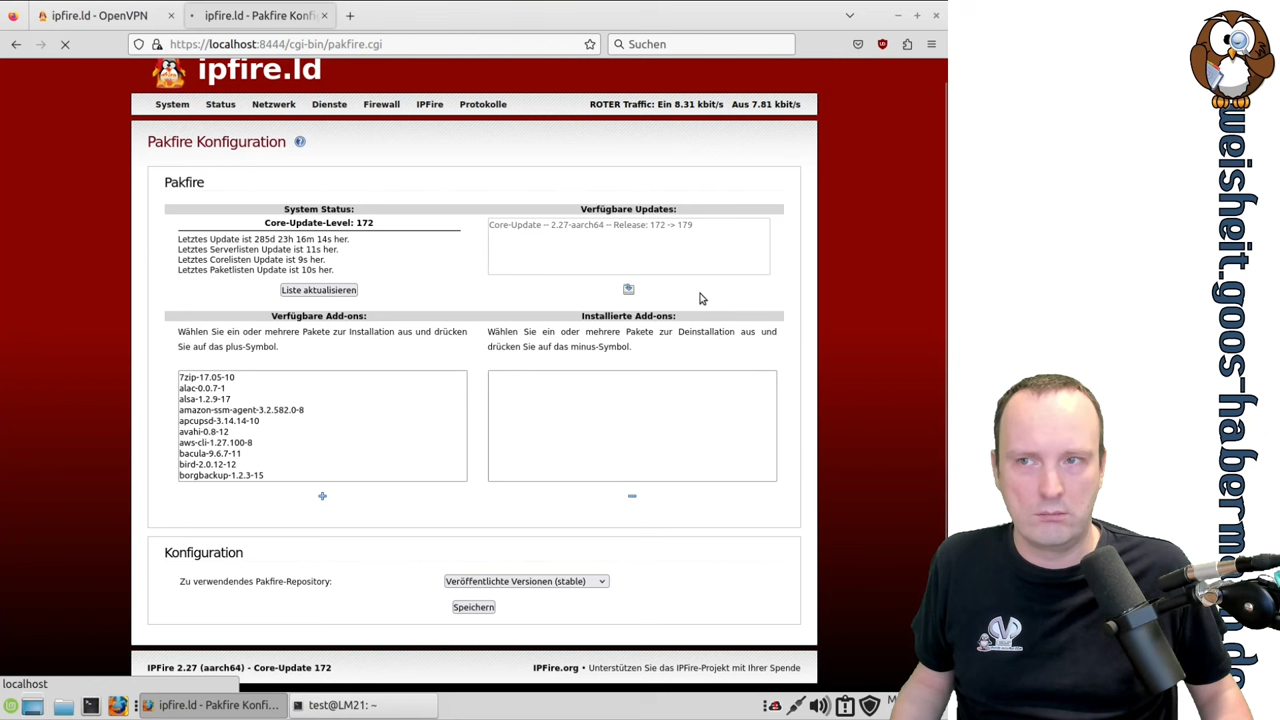 ipfire.ld - OpenVPN
ipfire.ld - Pakfire Konfi
https://localhost:8444/cgi-bin/pakfire.cgi
Suchen
ipfire.ld
System Status Netzwerk Dienste Firewall IPFire Protokolle
ROTER Traffic: Ein 8.31 kbit/s Aus 7.81 kbit/s
Pakfire Konfiguration
Pakfire
System Status:
Core-Update-Level: 172
Letztes Update ist 285d 23h 16m 14s her.
Letztes Serverlisten Update ist 11s her.
Letztes Corelisten Update ist 9s her.
Letztes Paketlisten Update ist 10s her.
Liste aktualisieren
Verfügbare Updates:
Core-Update -- 2.27-aarch64 -- Release: 172 -> 179
Verfügbare Add-ons:
Wählen Sie ein oder mehrere Pakete zur Installation aus und drücken
Sie auf das plus-Symbol.
7zip-17.05-10
alac-0.0.7-1
alsa-1.2.9-17
amazon-ssm-agent-3.2.582.0-8
apcupsd-3.14.14-10
avahi-0.8-12
aws-cli-1.27.100-8
bacula-9.6.7-11
bird-2.0.12-12
borgbackup-1.2.3-15
Installierte Add-ons:
Wählen Sie ein oder mehrere Pakete zur Deinstallation aus und
drücken Sie auf das minus-Symbol.
Konfiguration
Zu verwendendes Pakfire-Repository:
Veröffentlichte Versionen (stable)
Speichern
IPFire 2.27 (aarch64) - Core-Update 172
IPFire.org • Unterstützen Sie das IPFire-Projekt mit Ihrer Spende
localhost
ipfire.ld - Pakfire Konfi...
test@LM21: ~